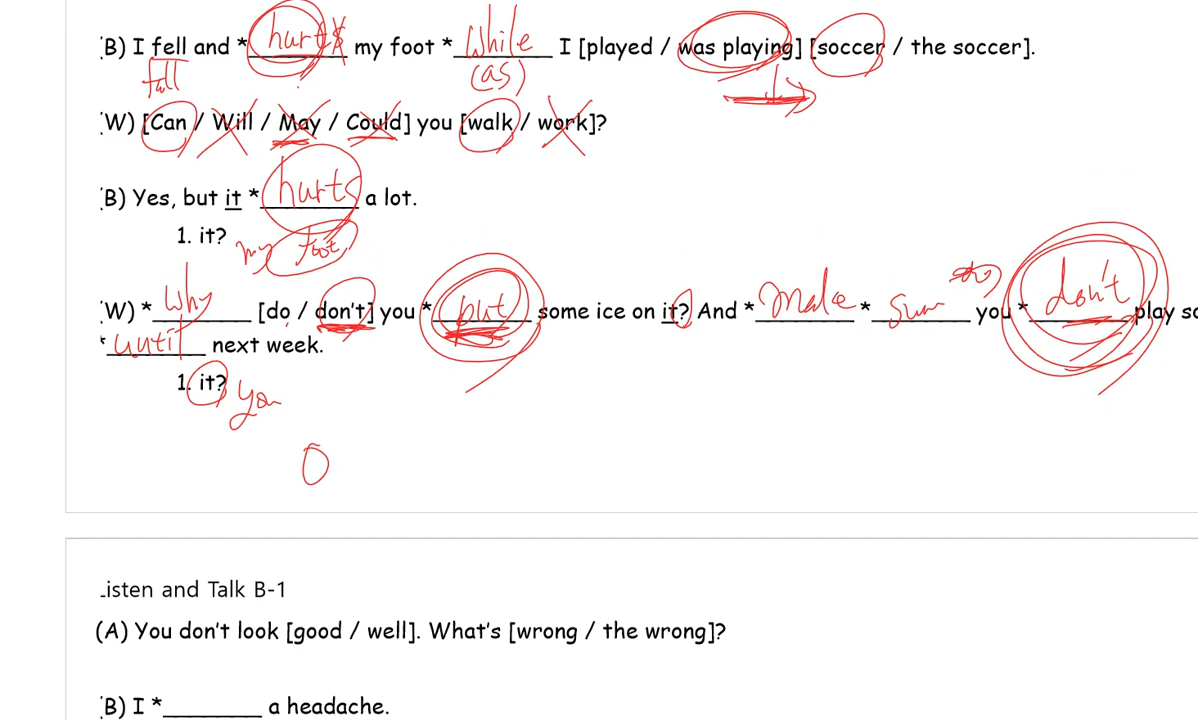 B) I fell and * hurt my foot * while I [played / was playing] [soccer / the soccer].
fall (as)
W) [Can / Will / May / Could] you [walk / work]?
B) Yes, but it * hurts a lot.
1. it? my foot
W) * why [do / don't] you * put some ice on it? And * make * sure you * don't play so
* until next week.
1. it? you
Listen and Talk B-1
(A) You don't look [good / well]. What's [wrong / the wrong]?
B) I *________ a headache.